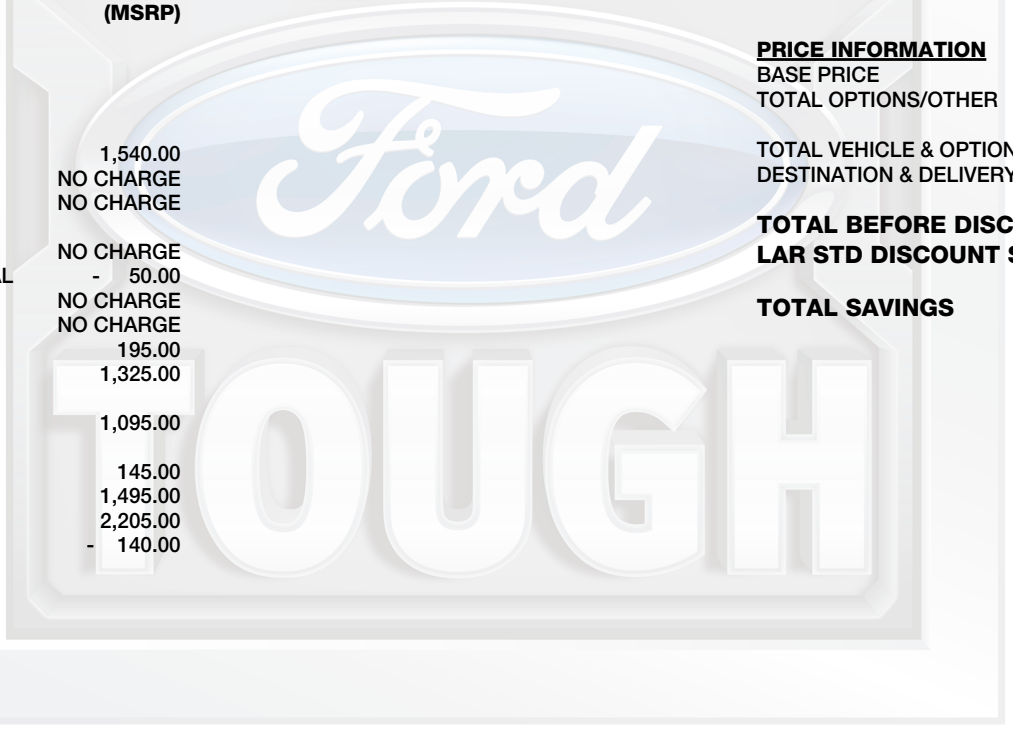 (MSRP)
1,540.00
NO CHARGE
NO CHARGE
NO CHARGE
- 50.00
NO CHARGE
NO CHARGE
195.00
1,325.00
1,095.00
145.00
1,495.00
2,205.00
- 140.00
Ford
TOUGH
PRICE INFORMATION
BASE PRICE
TOTAL OPTIONS/OTHER
TOTAL VEHICLE & OPTION
DESTINATION & DELIVERY
TOTAL BEFORE DISC
LAR STD DISCOUNT S
TOTAL SAVINGS